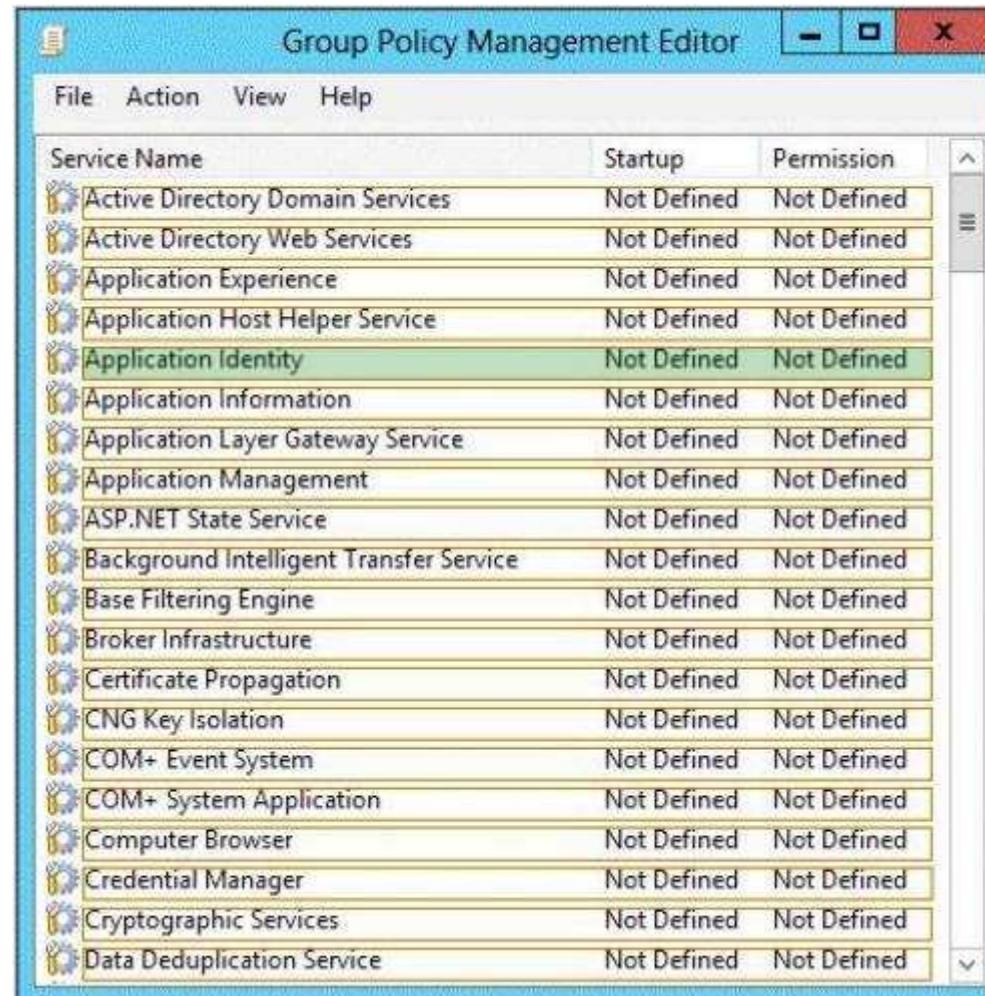 Group Policy Management Editor
File Action View Help
Service Name Startup Permission
Active Directory Domain Services Not Defined Not Defined
Active Directory Web Services Not Defined Not Defined
Application Experience Not Defined Not Defined
Application Host Helper Service Not Defined Not Defined
Application Identity Not Defined Not Defined
Application Information Not Defined Not Defined
Application Layer Gateway Service Not Defined Not Defined
Application Management Not Defined Not Defined
ASP.NET State Service Not Defined Not Defined
Background Intelligent Transfer Service Not Defined Not Defined
Base Filtering Engine Not Defined Not Defined
Broker Infrastructure Not Defined Not Defined
Certificate Propagation Not Defined Not Defined
CNG Key Isolation Not Defined Not Defined
COM+ Event System Not Defined Not Defined
COM+ System Application Not Defined Not Defined
Computer Browser Not Defined Not Defined
Credential Manager Not Defined Not Defined
Cryptographic Services Not Defined Not Defined
Data Deduplication Service Not Defined Not Defined